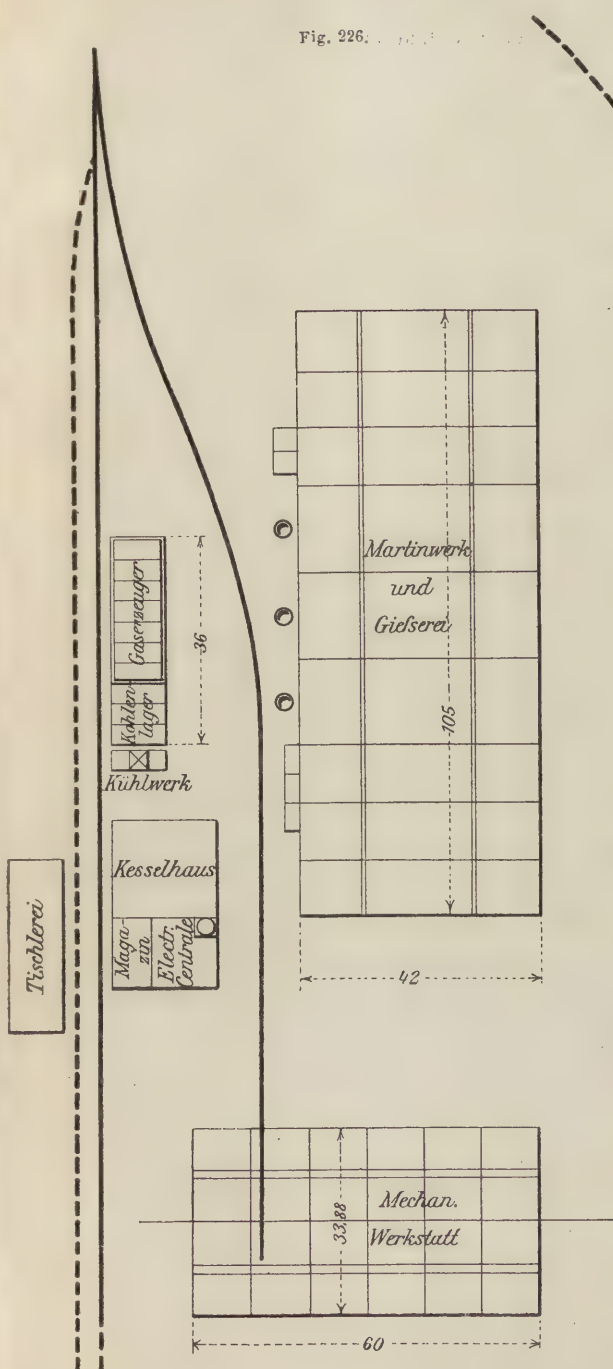 Fig. 226.
Martinwerk
und
Gießerei
Gaserzeuger
36
Kohlen-
lager
105
Kühlwerk
Kesselhaus
Tischlerei
Maga-
zin
Electr.
Centrale
42
Mechan.
Werkstatt
33,88
60